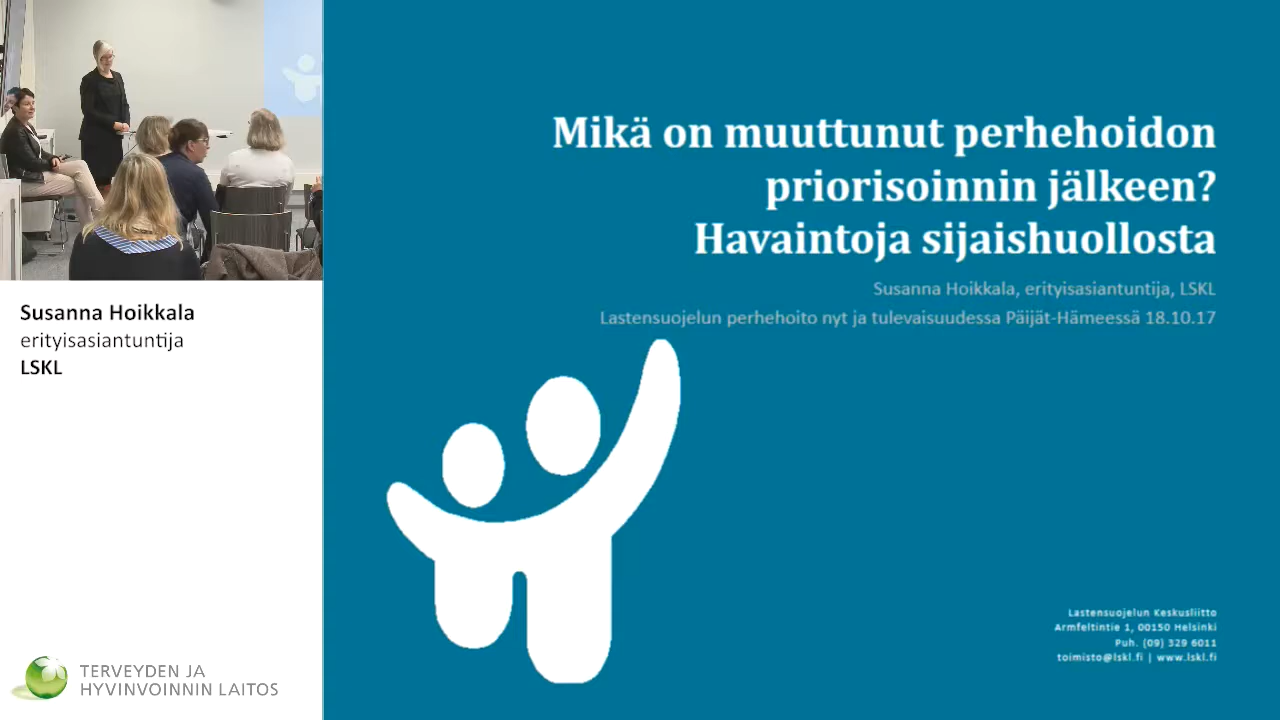 Susanna Hoikkala
erityisasiantuntija
LSKL
TERVEYDEN JA
HYVINVOINNIN LAITOS
Mikä on muuttunut perhehoidon
priorisoinnin jälkeen?
Havaintoja sijaishuollosta
Susanna Hoikkala, erityisasiantuntija, LSKL
Lastensuojelun perhehoito nyt ja tulevaisuudessa Päijät-Hämeessä 18.10.17
Lastensuojelun Keskusliitto
Armfeltintie 1, 00150 Helsinki
Puh. (09) 329 6011
toimisto@lskl.fi | www.lskl.fi